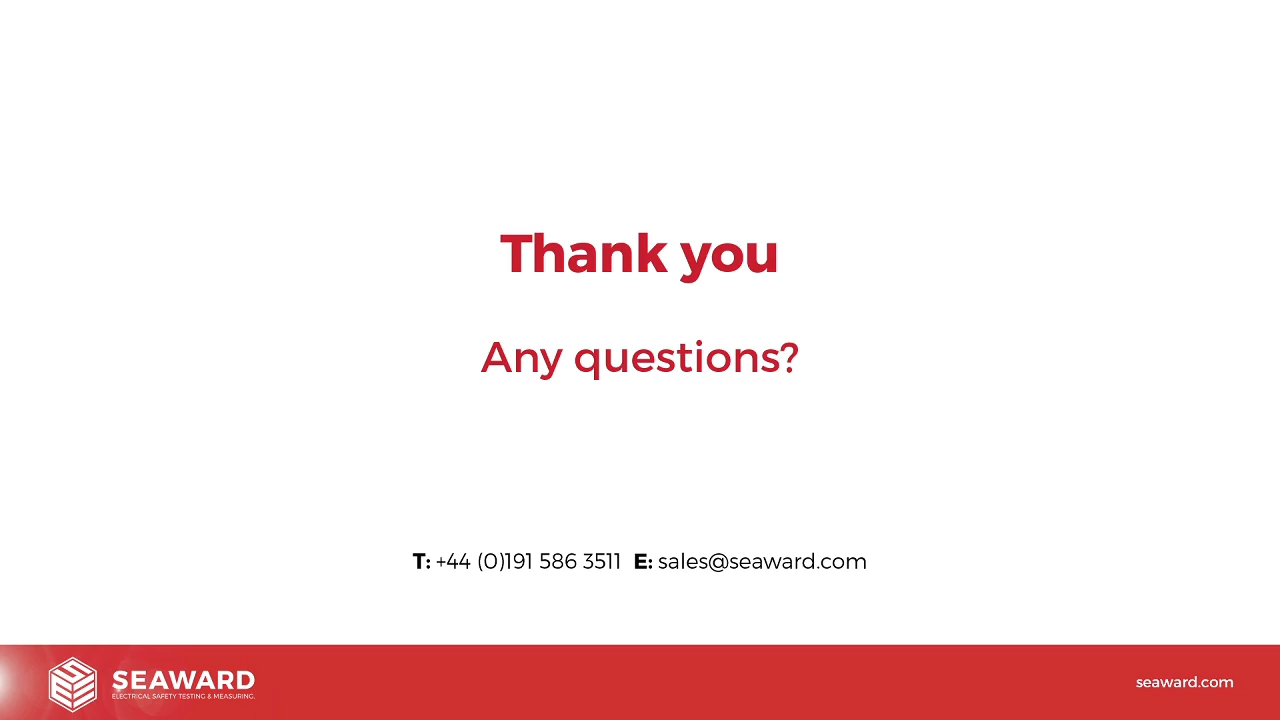 Thank you
Any questions?
T: +44 (0)191 586 3511 E: sales@seaward.com
SEAWARD
ELECTRICAL SAFETY TESTING & MEASURING.
seaward.com